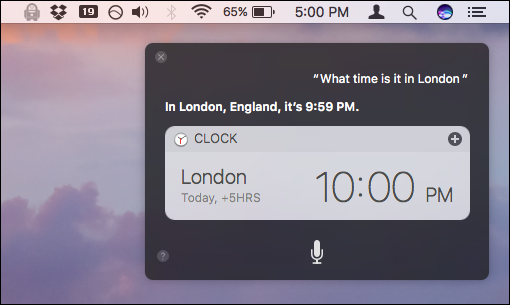 19 65% 5:00 PM
“What time is it in London”
In London, England, it’s 9:59 PM.
CLOCK
London 10:00 PM
Today, +5HRS
?